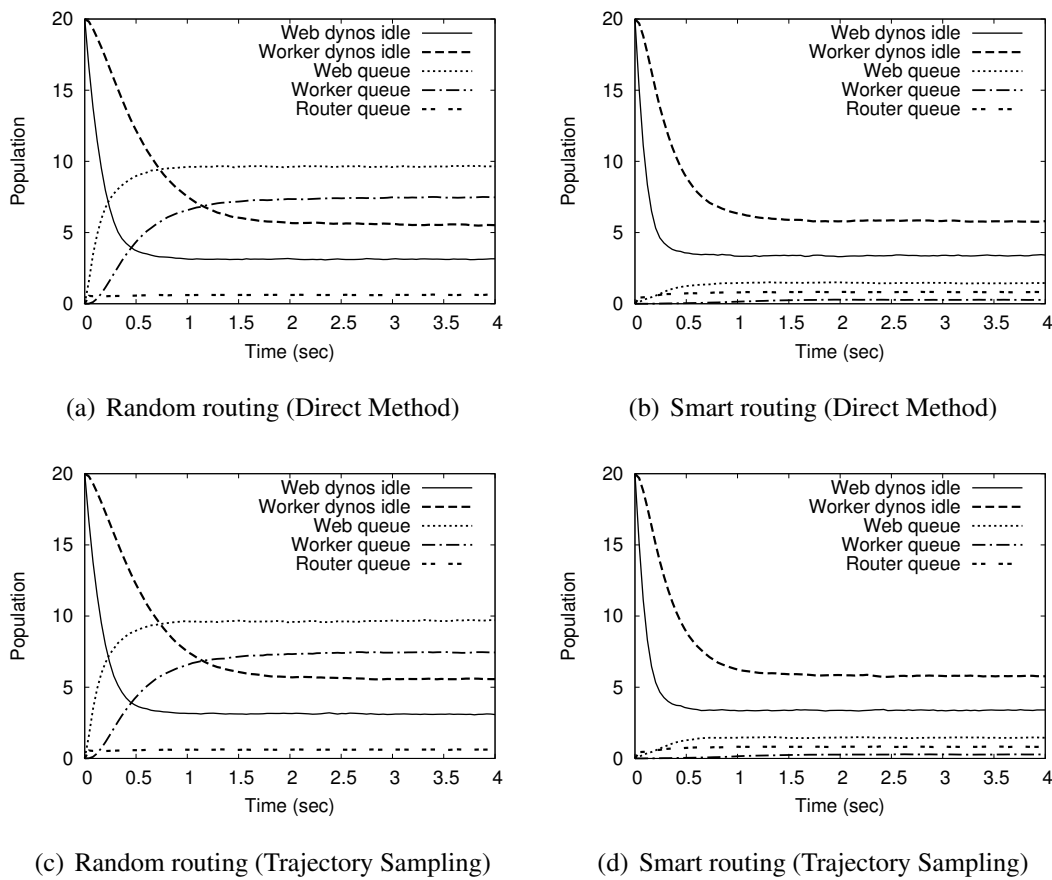 20
15
10
5
0
Population
0 0.5 1 1.5 2 2.5 3 3.5 4
Time (sec)
Web dynos idle
Worker dynos idle
Web queue
Worker queue
Router queue
(a) Random routing (Direct Method)
20
15
10
5
0
Population
0 0.5 1 1.5 2 2.5 3 3.5 4
Time (sec)
Web dynos idle
Worker dynos idle
Web queue
Worker queue
Router queue
(b) Smart routing (Direct Method)
20
15
10
5
0
Population
0 0.5 1 1.5 2 2.5 3 3.5 4
Time (sec)
Web dynos idle
Worker dynos idle
Web queue
Worker queue
Router queue
(c) Random routing (Trajectory Sampling)
20
15
10
5
0
Population
0 0.5 1 1.5 2 2.5 3 3.5 4
Time (sec)
Web dynos idle
Worker dynos idle
Web queue
Worker queue
Router queue
(d) Smart routing (Trajectory Sampling)